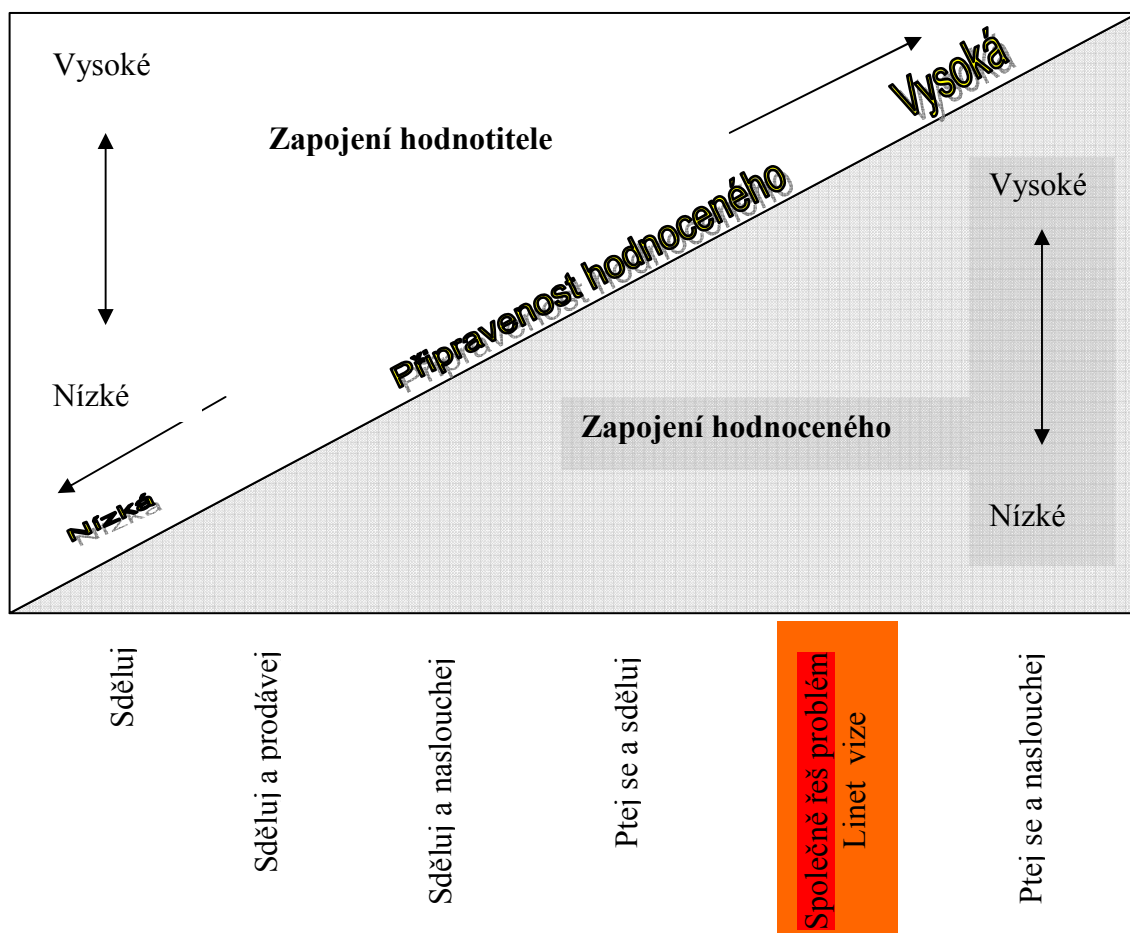 Vysoké
Zapojení hodnotitele
Vysoká
Vysoké
Připravenost hodnoceného
Nízké
Zapojení hodnoceného
Nízká
Nízké
Sděluj
Sděluj a prodávej
Sděluj a naslouchej
Ptej se a sděluj
Společně řeš problém
Linet vize
Ptej se a naslouchej